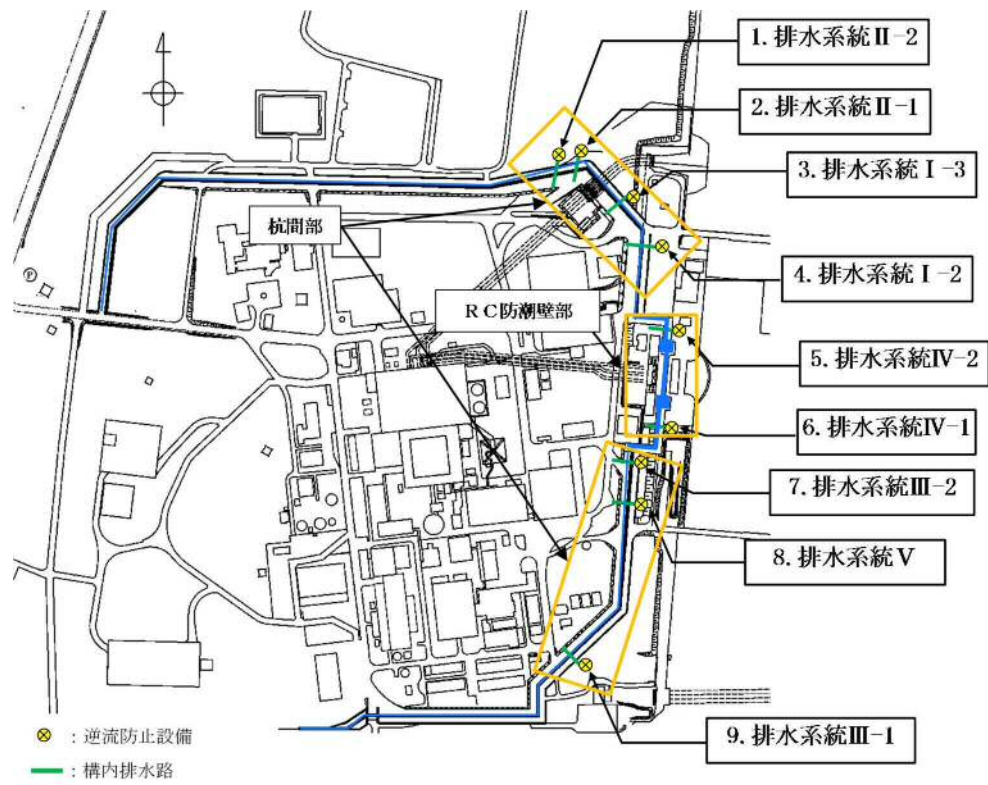 1. 排水系統Ⅱ-2
2. 排水系統Ⅱ-1
3. 排水系統Ⅰ-3
杭間部
4. 排水系統Ⅰ-2
P
ＲＣ防潮壁部
5. 排水系統Ⅳ-2
6. 排水系統Ⅳ-1
7. 排水系統Ⅲ-2
8. 排水系統Ⅴ
9. 排水系統Ⅲ-1
：逆流防止設備
：構内排水路